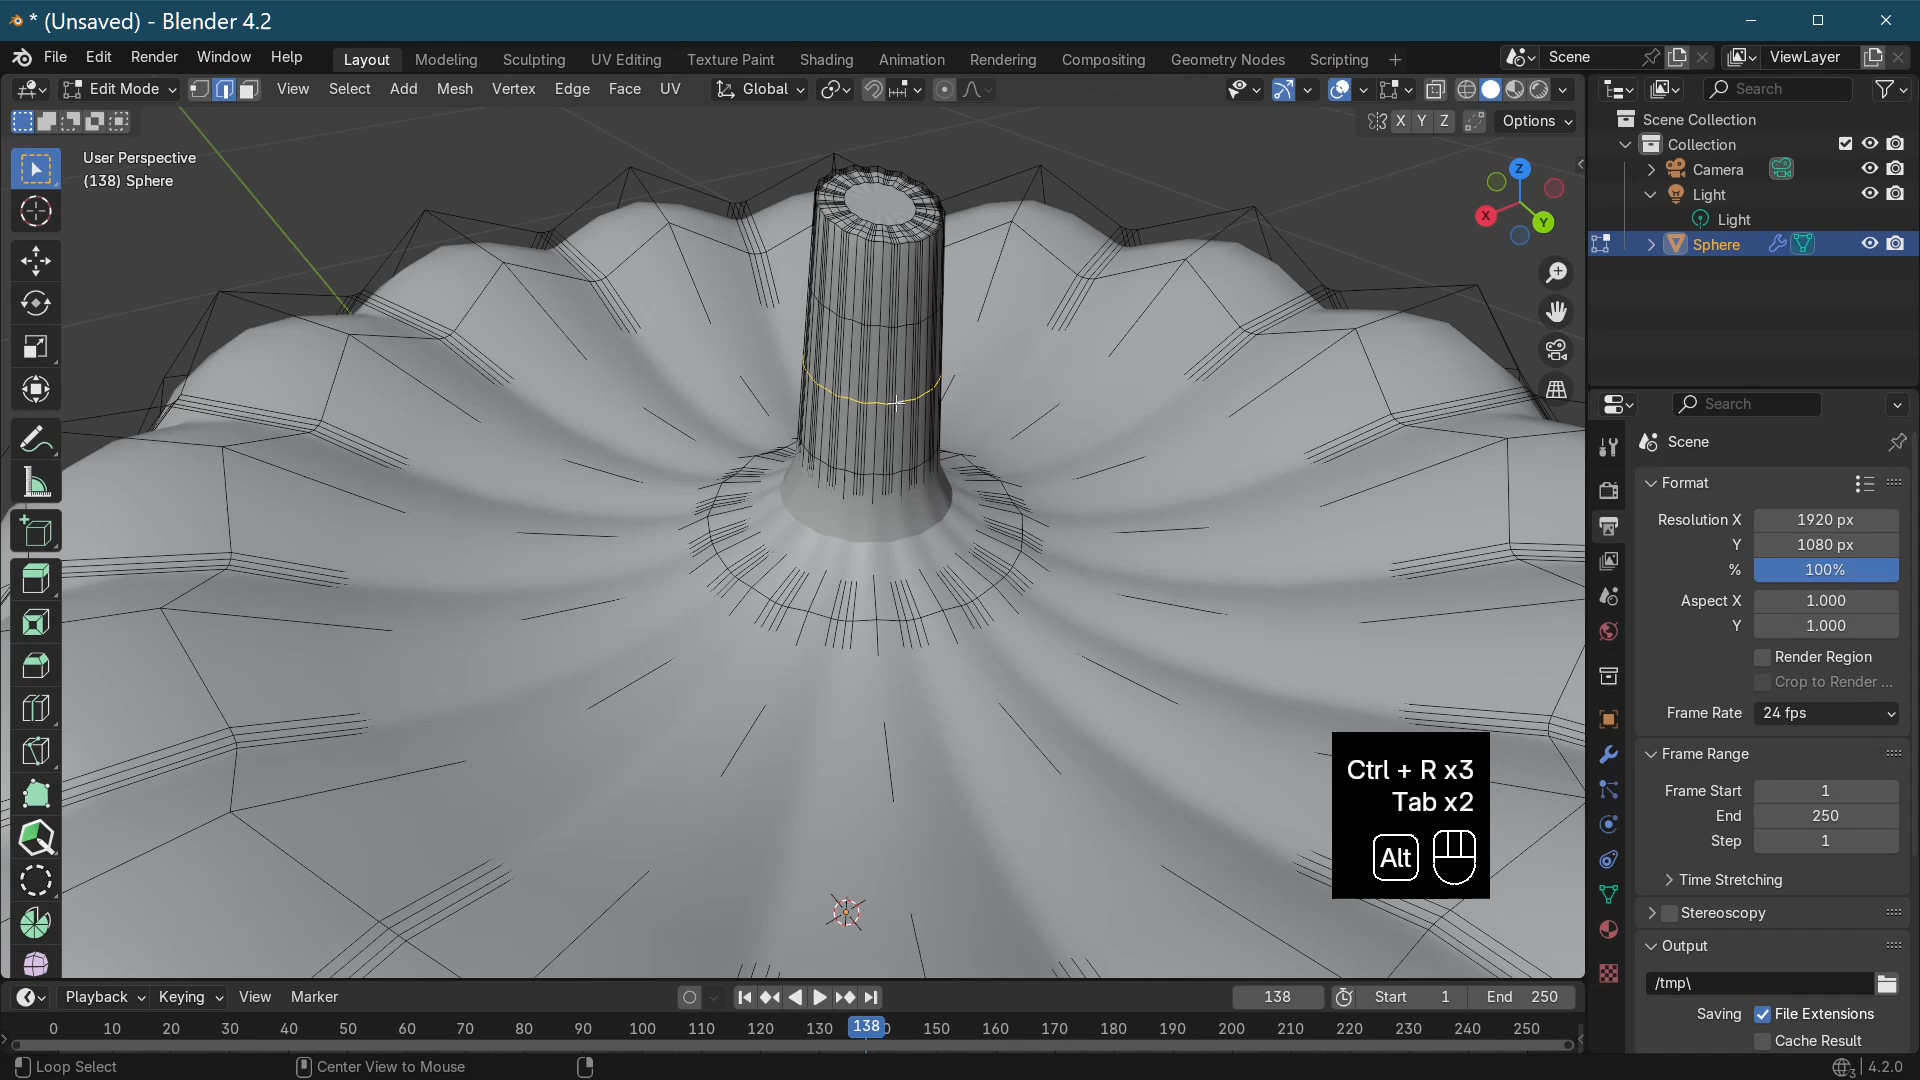 * (Unsaved) - Blender 4.2
File Edit Render Window Help Layout Modeling Sculpting UV Editing Texture Paint Shading Animation Rendering Compositing Geometry Nodes Scripting + Scene ViewLayer
Edit Mode View Select Add Mesh Vertex Edge Face UV Global Search
X Y Z Options
User Perspective
(138) Sphere
Z
X
Y
Scene Collection
Collection
Camera
Light
Light
Sphere
Search
Scene
Format
Resolution X 1920 px
Y 1080 px
% 100%
Aspect X 1.000
Y 1.000
Render Region
Crop to Render ...
Frame Rate 24 fps
Frame Range
Frame Start 1
End 250
Step 1
Time Stretching
Stereoscopy
Output
/tmp\
Saving File Extensions
Cache Result
Ctrl + R x3
Tab x2
Alt
Playback Keying View Marker 138 Start 1 End 250
0 10 20 30 40 50 60 70 80 90 100 110 120 130 138 150 160 170 180 190 200 210 220 230 240 250
Loop Select Center View to Mouse 3 4.2.0